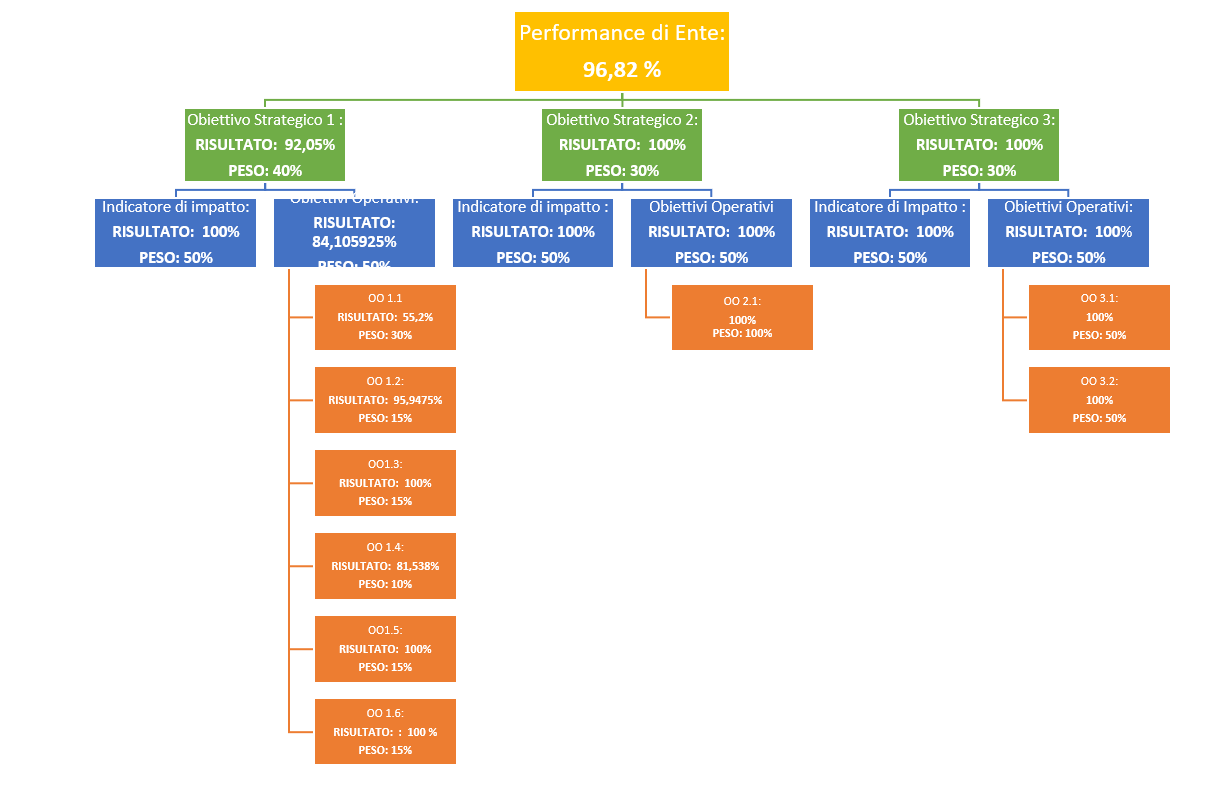 Performance di Ente:
96,82 %
Obiettivo Strategico 1 :
RISULTATO: 92,05%
PESO: 40%
Obiettivo Strategico 2:
RISULTATO: 100%
PESO: 30%
Obiettivo Strategico 3:
RISULTATO: 100%
PESO: 30%
Indicatore di impatto:
RISULTATO: 100%
PESO: 50%
Obiettivi Operativi:
RISULTATO:
84,105925%
PESO: 50%
Indicatore di impatto :
RISULTATO: 100%
PESO: 50%
Obiettivi Operativi
RISULTATO: 100%
PESO: 50%
Indicatore di Impatto :
RISULTATO: 100%
PESO: 50%
Obiettivi Operativi:
RISULTATO: 100%
PESO: 50%
OO 1.1
RISULTATO: 55,2%
PESO: 30%
OO 1.2:
RISULTATO: 95,9475%
PESO: 15%
OO1.3:
RISULTATO: 100%
PESO: 15%
OO 1.4:
RISULTATO: 81,538%
PESO: 10%
OO1.5:
RISULTATO: 100%
PESO: 15%
OO 1.6:
RISULTATO: : 100 %
PESO: 15%
OO 2.1:
100%
PESO: 100%
OO 3.1:
100%
PESO: 50%
OO 3.2:
100%
PESO: 50%